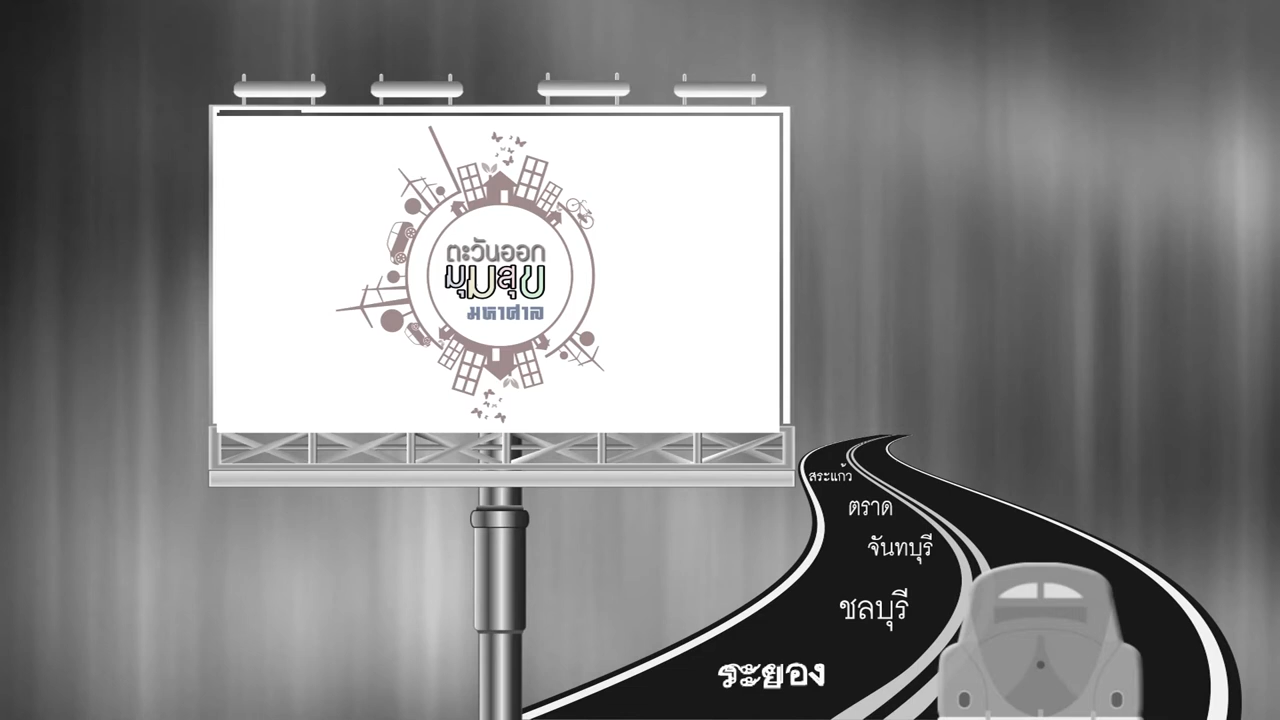 ตะวันออก
มุมสุข
มหาศาล
สระแก้ว
ตราด
จันทบุรี
ชลบุรี
ระยอง